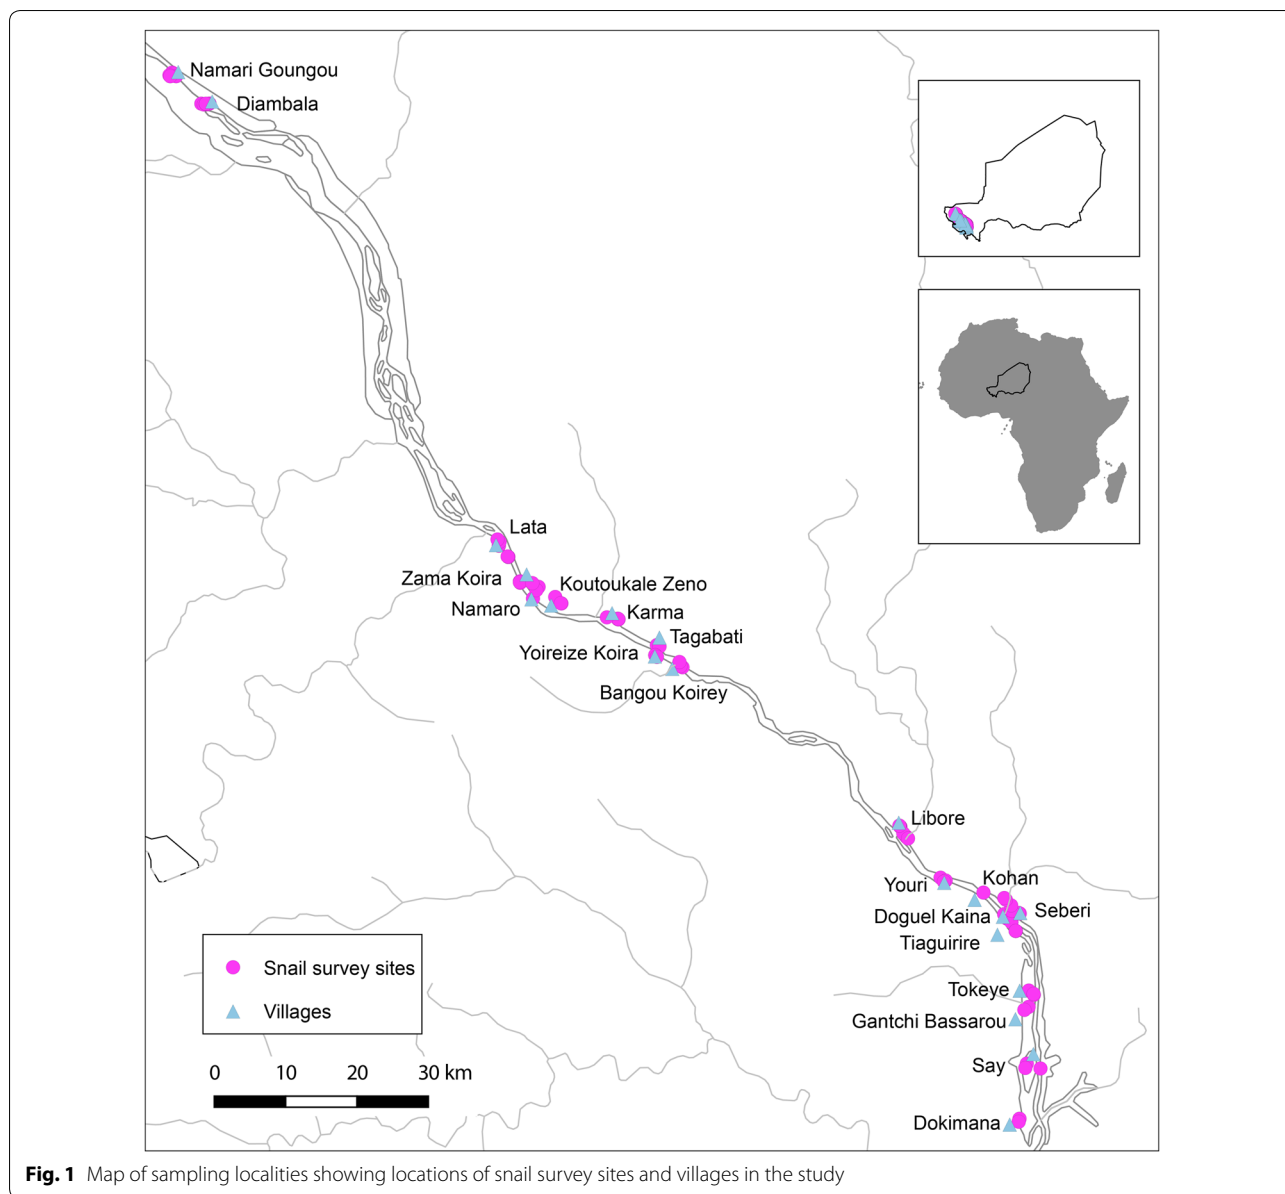 Namari Goungou
Diambala
Lata
Zama Koira
Koutoukale Zeno
Namaro
Karma
Tagabati
Yoireize Koira
Bangou Koirey
Libore
Youri
Kohan
Doguel Kaina
Seberi
Tiaguirire
Tokeye
Gantchi Bassarou
Say
Dokimana
Snail survey sites
Villages
0 10 20 30 km
Fig. 1 Map of sampling localities showing locations of snail survey sites and villages in the study